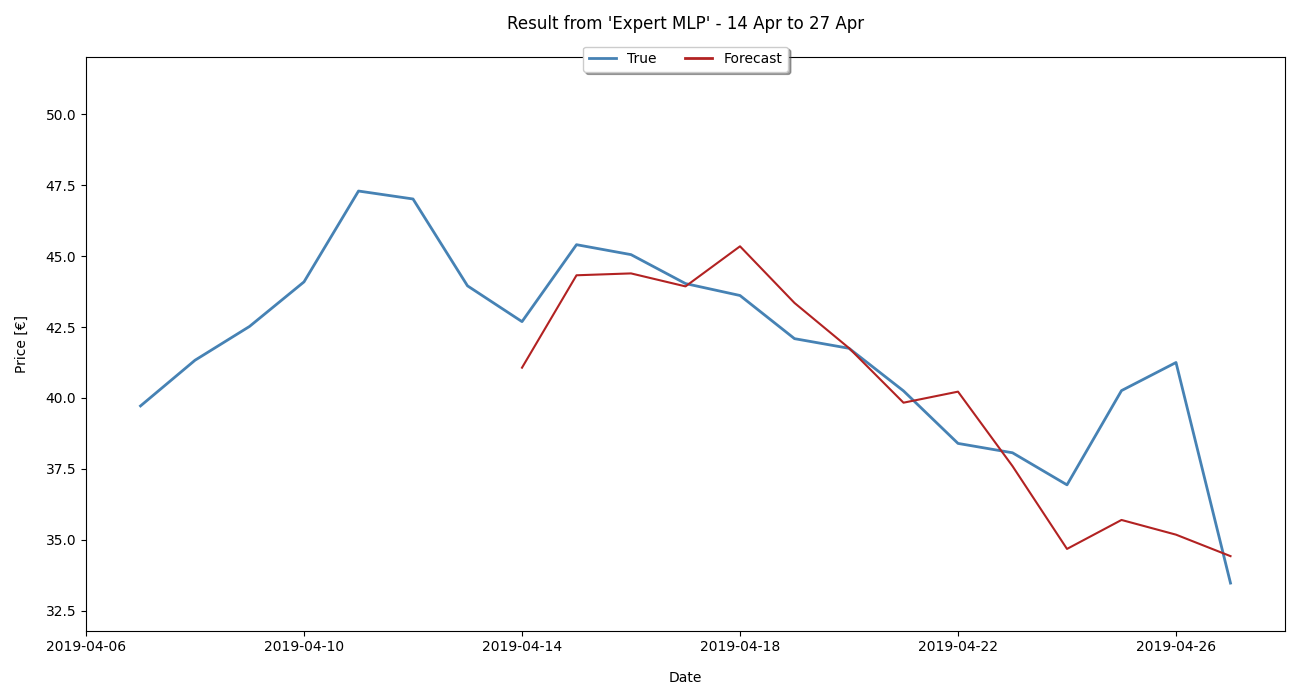 Result from 'Expert MLP' - 14 Apr to 27 Apr
True Forecast
50.0
47.5
45.0
42.5
40.0
37.5
35.0
32.5
Price [€]
2019-04-06 2019-04-10 2019-04-14 2019-04-18 2019-04-22 2019-04-26
Date